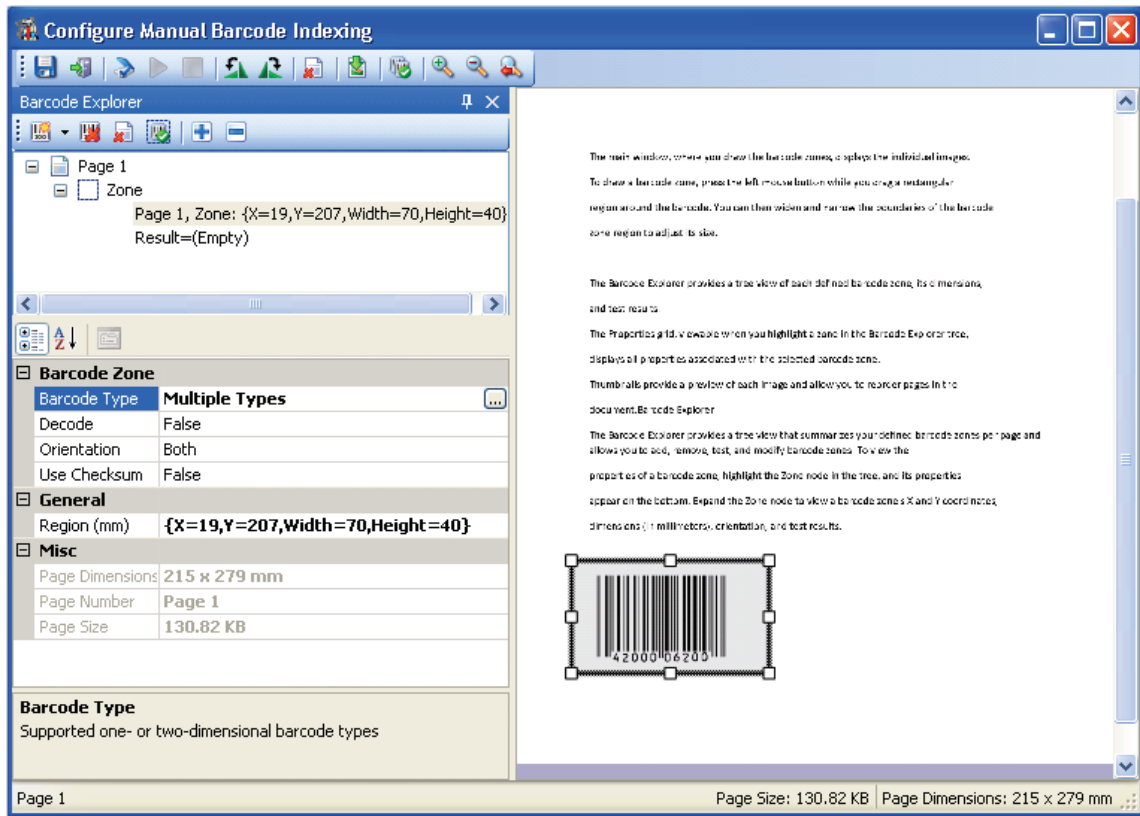 Configure Manual Barcode Indexing
Barcode Explorer
Page 1
Zone
Page 1, Zone: {X=19,Y=207,Width=70,Height=40}
Result=(Empty)
Barcode Zone
Barcode Type Multiple Types ...
Decode False
Orientation Both
Use Checksum False
General
Region (mm) {X=19,Y=207,Width=70,Height=40}
Misc
Page Dimensions 215 x 279 mm
Page Number Page 1
Page Size 130.82 KB
Barcode Type
Supported one- or two-dimensional barcode types
The main window, where you draw the barcode zones, displays the individual images.
To draw a barcode zone, press the left mouse button while you drag a rectangular
region around the barcode. You can then widen and narrow the boundaries of the barcode
zone region to adjust its size.
The Barcode Explorer provides a tree view of each defined barcode zone, its dimensions,
and test results.
The Properties grid, viewable when you highlight a zone in the Barcode Explorer tree,
displays all properties associated with the selected barcode zone.
Thumbnails provide a preview of each image and allow you to reorder pages in the
document.Barcode Explorer
The Barcode Explorer provides a tree view that summarizes your defined barcode zones per page and
allows you to add, remove, test, and modify barcode zones. To view the
properties of a barcode zone, highlight the Zone node in the tree, and its properties
appear on the bottom. Expand the Zone node to view a barcode zone's X and Y coordinates,
dimensions (in millimeters), orientation, and test results.
42000 06200
Page 1
Page Size: 130.82 KB Page Dimensions: 215 x 279 mm